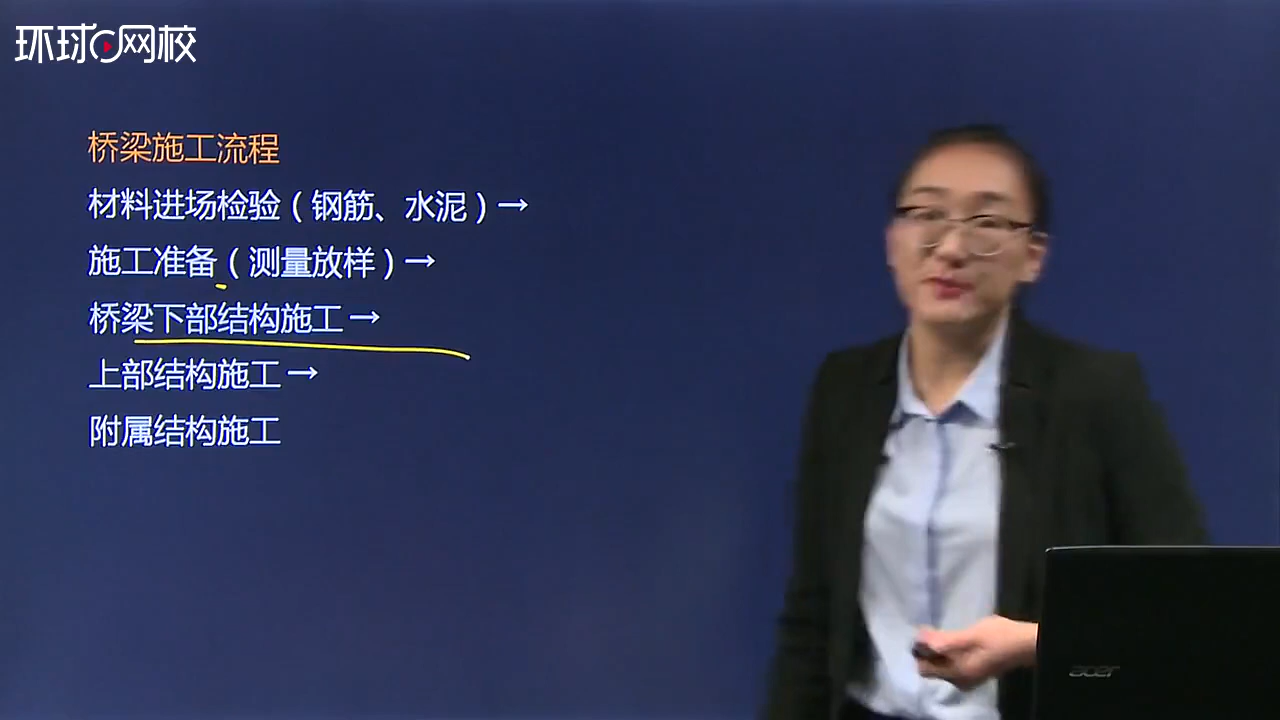 环球网校
桥梁施工流程
材料进场检验（钢筋、水泥）→
施工准备（测量放样）→
桥梁下部结构施工→
上部结构施工→
附属结构施工
acer